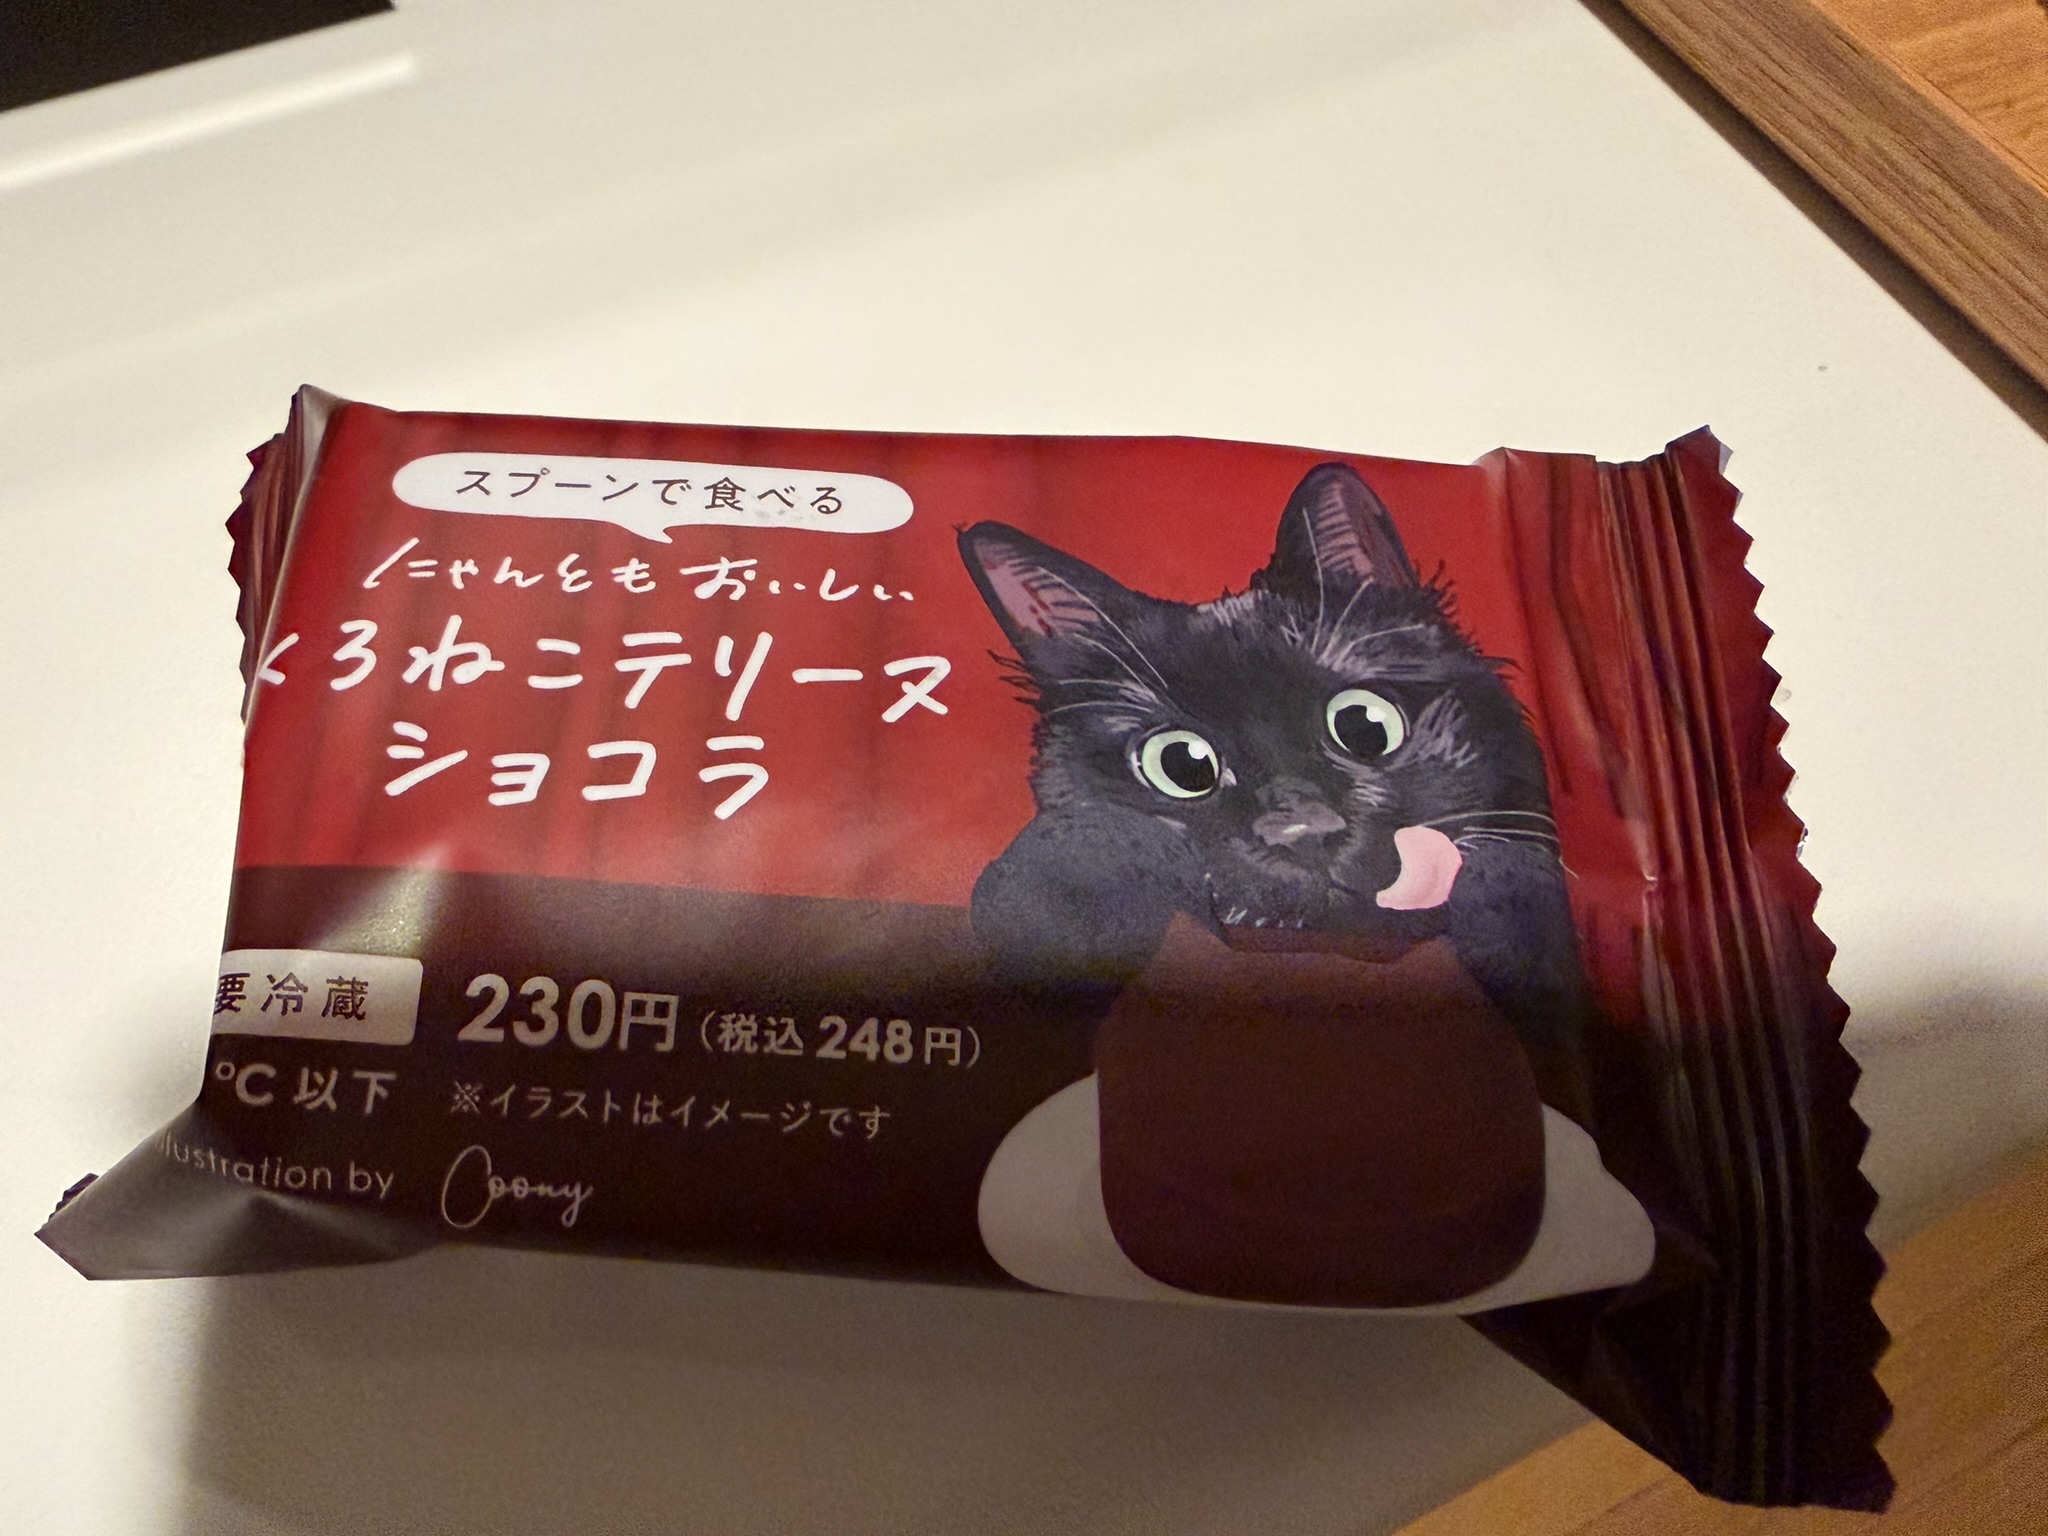 スプーンで食べる
にゃんともおいしい
くろねこテリーヌ
ショコラ
要冷蔵
230円（税込248円）
℃以下
※イラストはイメージです
Illustration by Coony